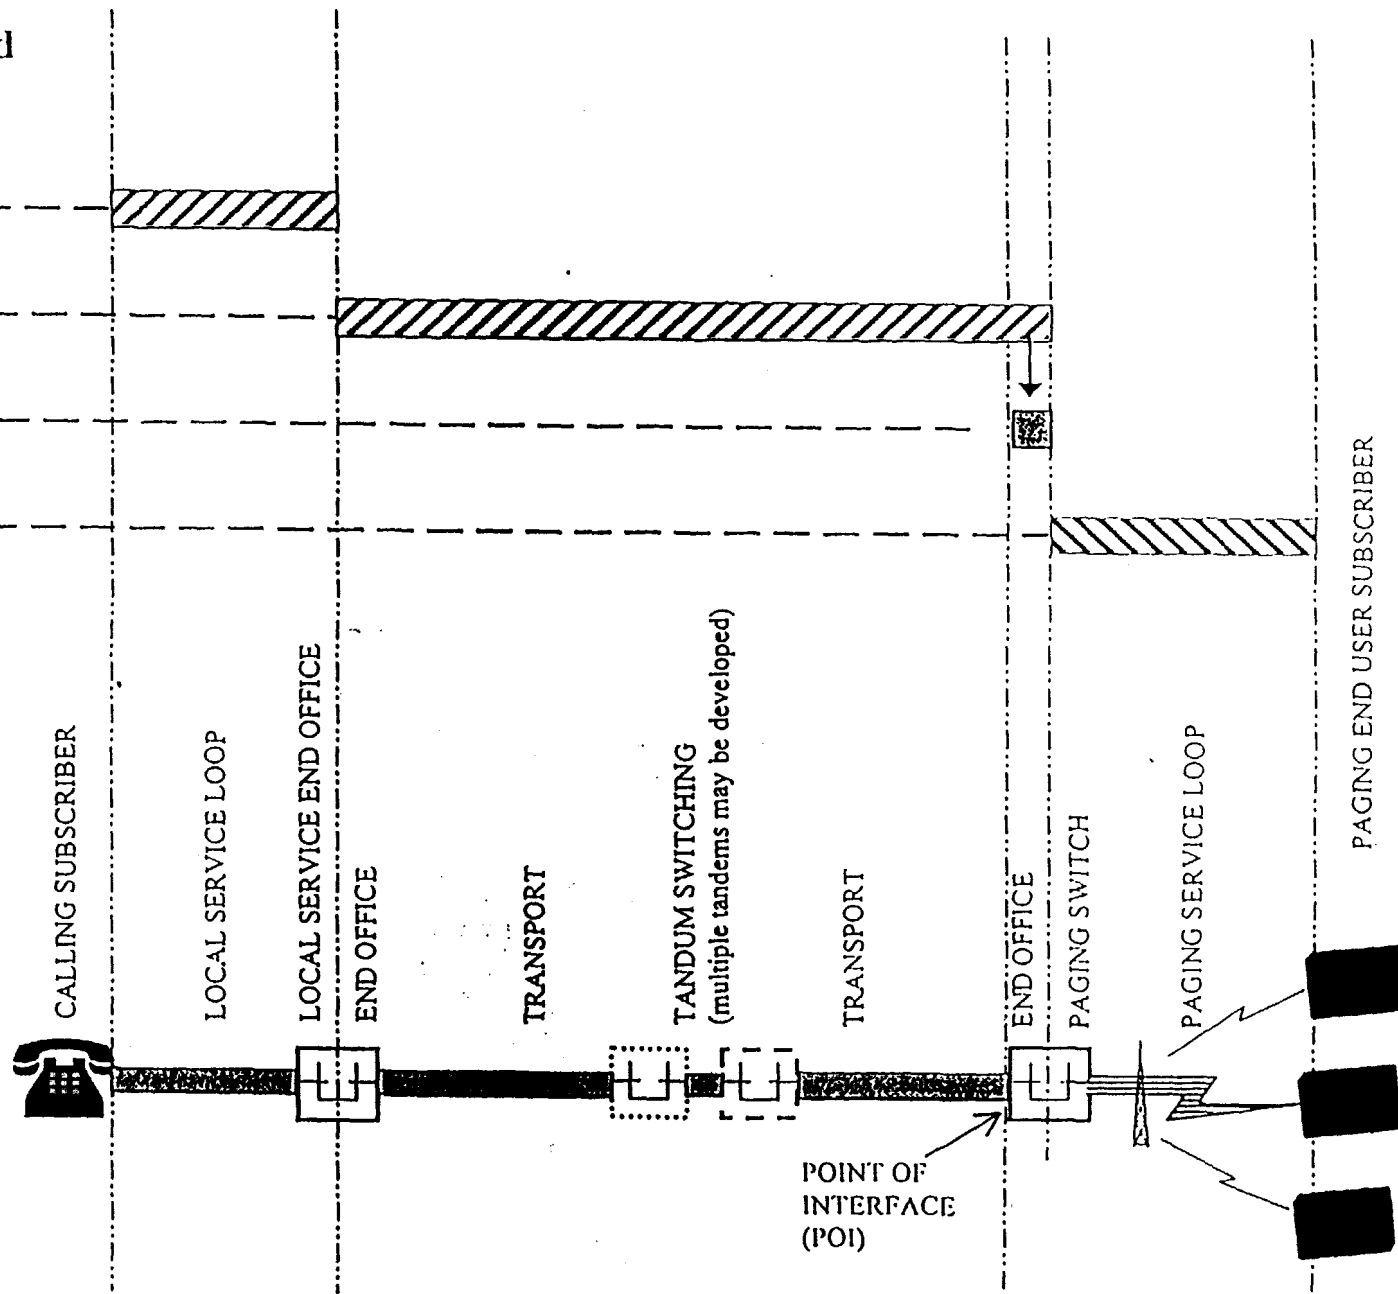 d
CALLING SUBSCRIBER
LOCAL SERVICE LOOP
LOCAL SERVICE END OFFICE
END OFFICE
TRANSPORT
TANDUM SWITCHING
(multiple tandems may be developed)
TRANSPORT
END OFFICE
PAGING SWITCH
PAGING SERVICE LOOP
PAGING END USER SUBSCRIBER
POINT OF
INTERFACE
(POI)